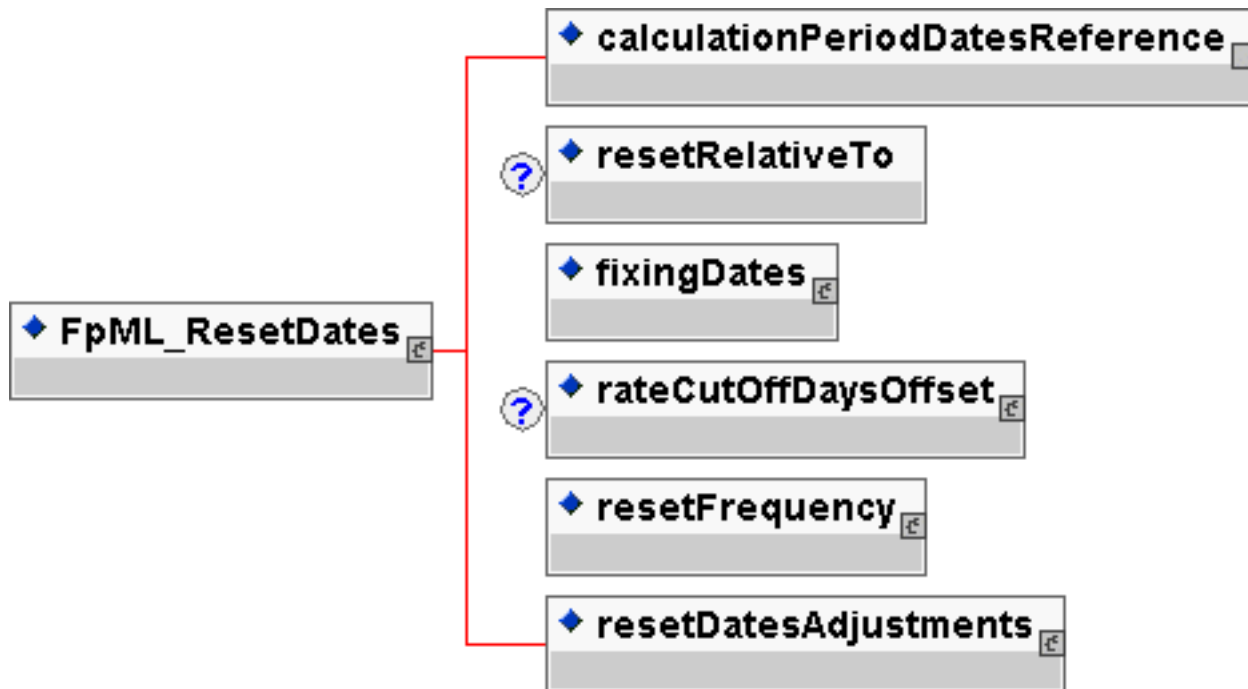 calculationPeriodDatesReference
? resetRelativeTo
fixingDates
FpML_ResetDates
? rateCutOffDaysOffset
resetFrequency
resetDatesAdjustments